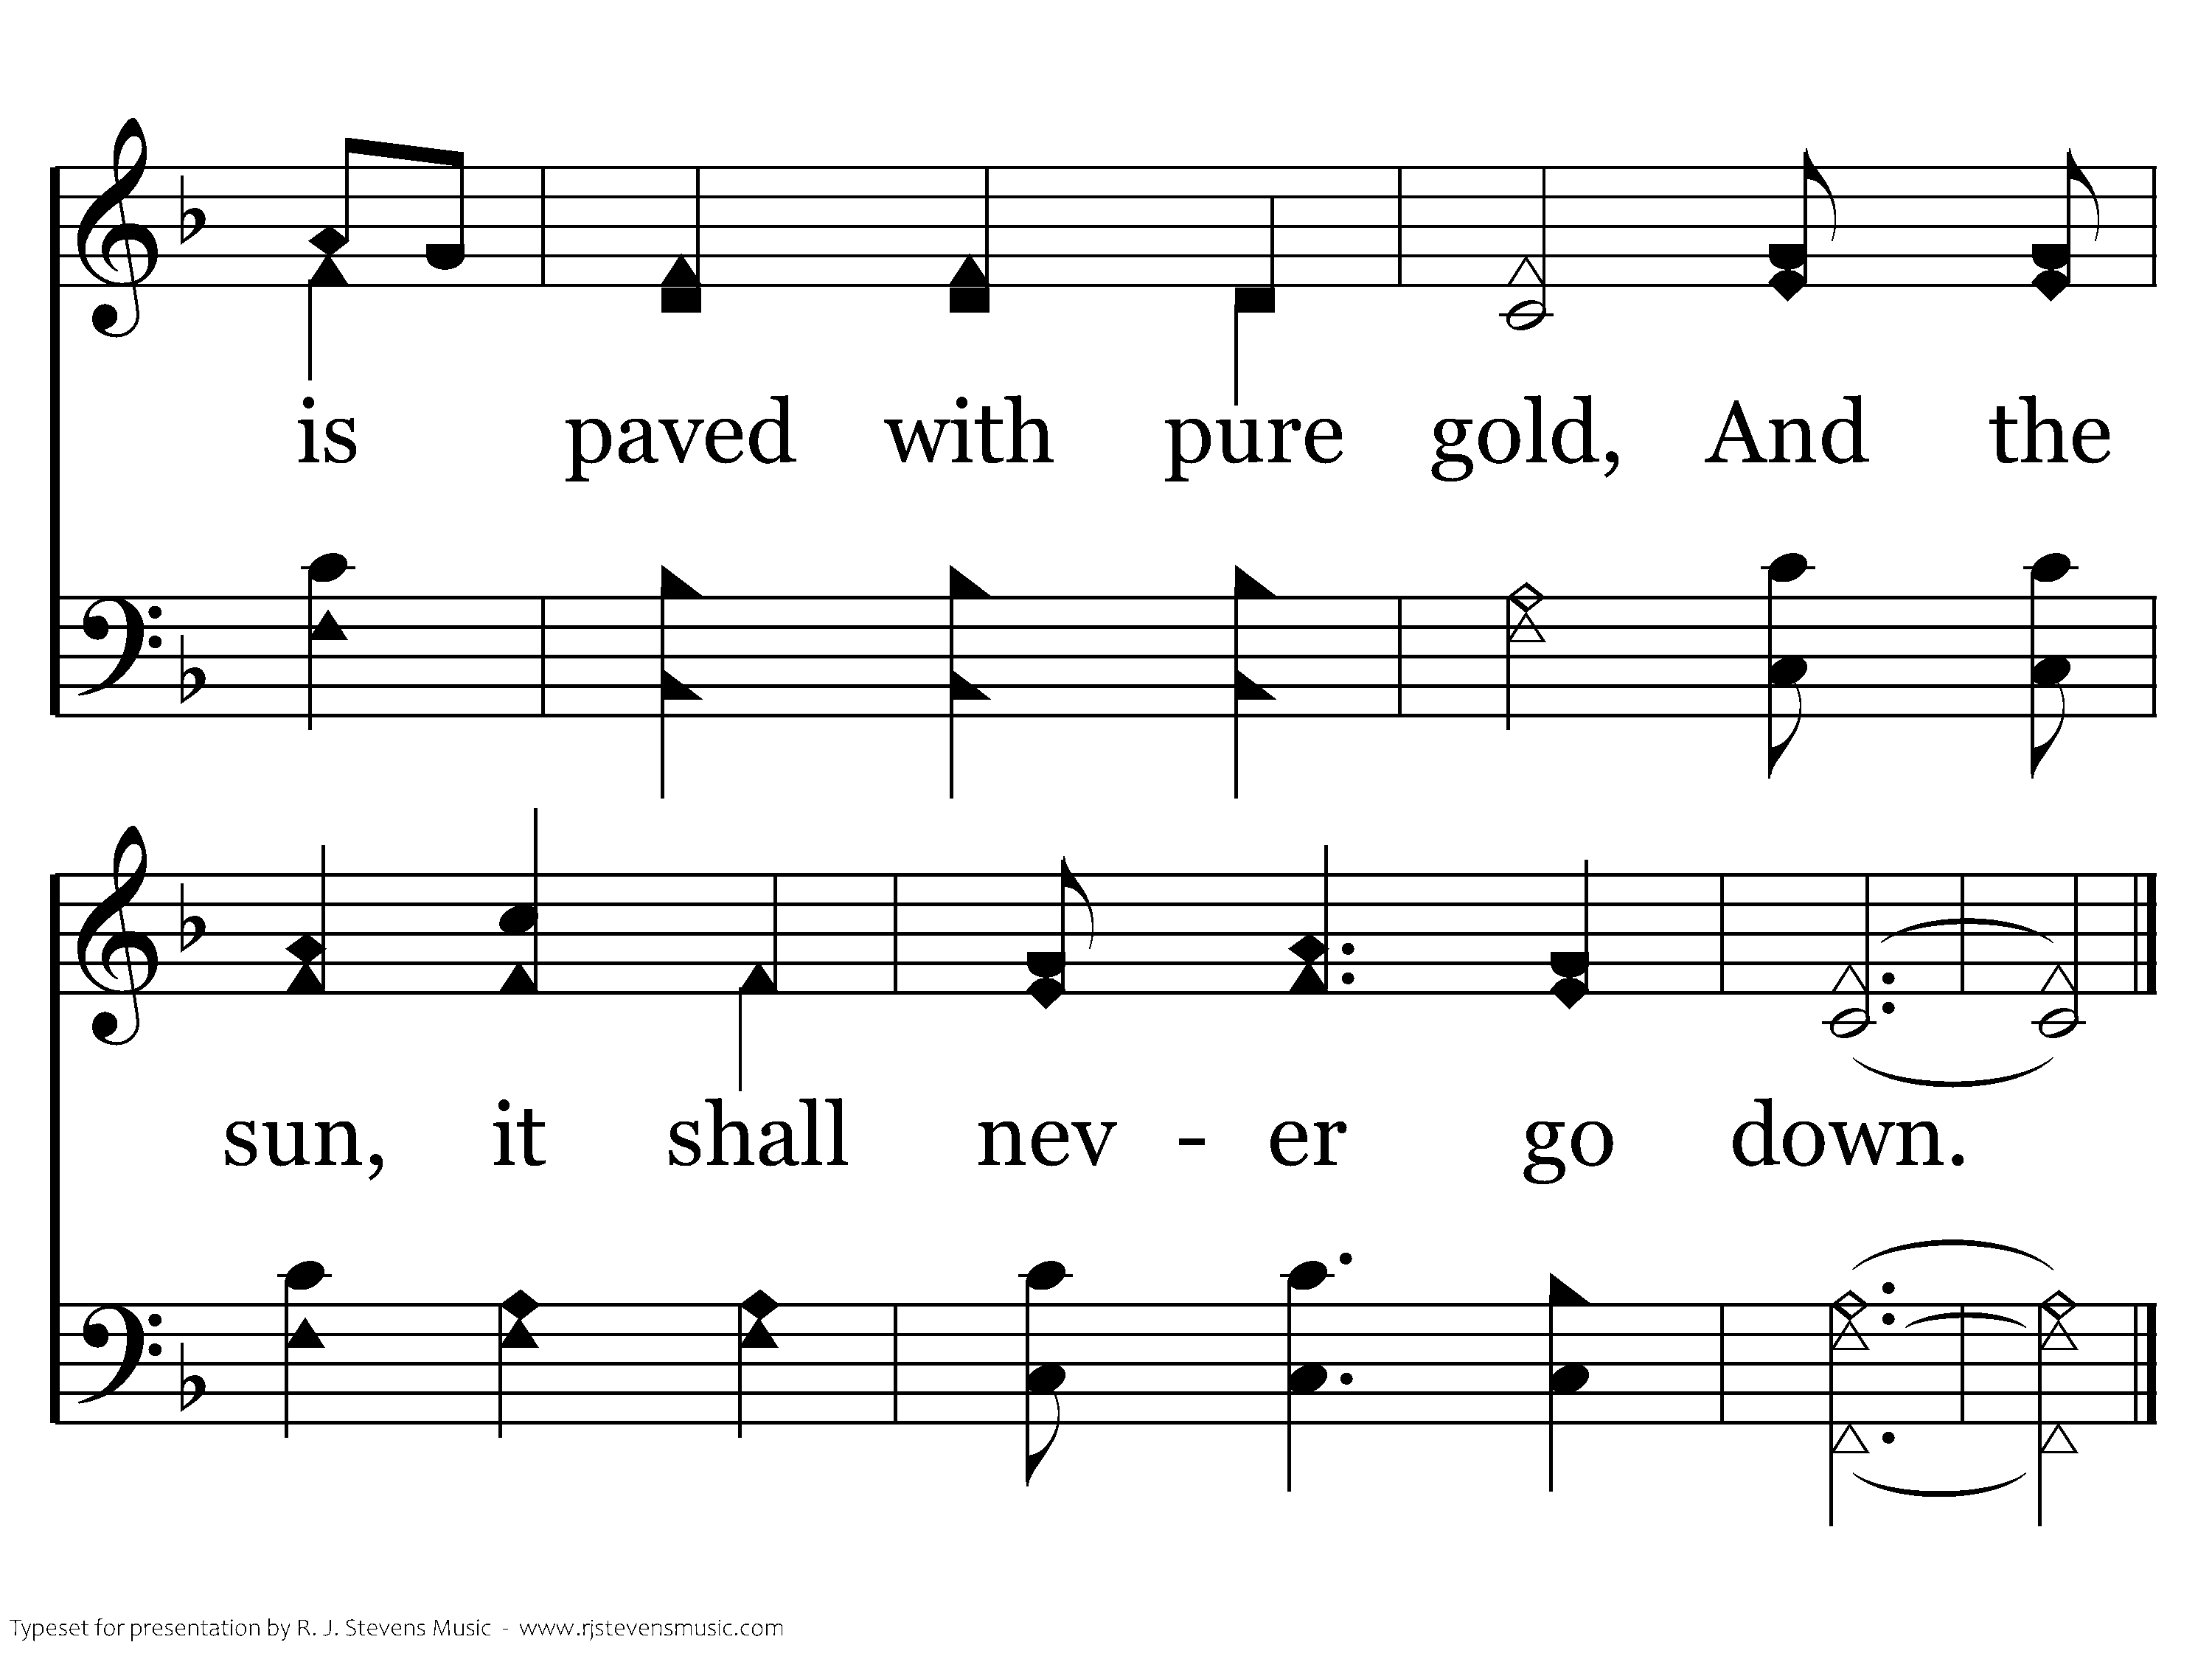 is paved with pure gold, And the
sun, it shall nev - er go down.
Typeset for presentation by R. J. Stevens Music - www.rjstevensmusic.com